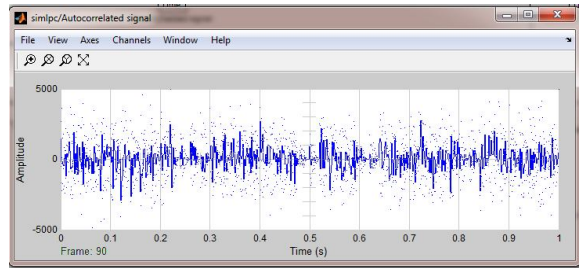 simlpc/Autocorrelated signal
File View Axes Channels Window Help
5000
0
-5000
Amplitude
0 0.1 0.2 0.3 0.4 0.5 0.6 0.7 0.8 0.9 1
Frame: 90
Time (s)